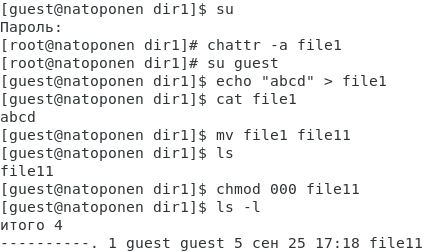 [guest@natoponen dir1]$ su
Пароль:
[root@natoponen dir1]# chattr -a file1
[root@natoponen dir1]# su guest
[guest@natoponen dir1]$ echo "abcd" > file1
[guest@natoponen dir1]$ cat file1
abcd
[guest@natoponen dir1]$ mv file1 file11
[guest@natoponen dir1]$ ls
file11
[guest@natoponen dir1]$ chmod 000 file11
[guest@natoponen dir1]$ ls -l
итого 4
----------. 1 guest guest 5 сен 25 17:18 file11